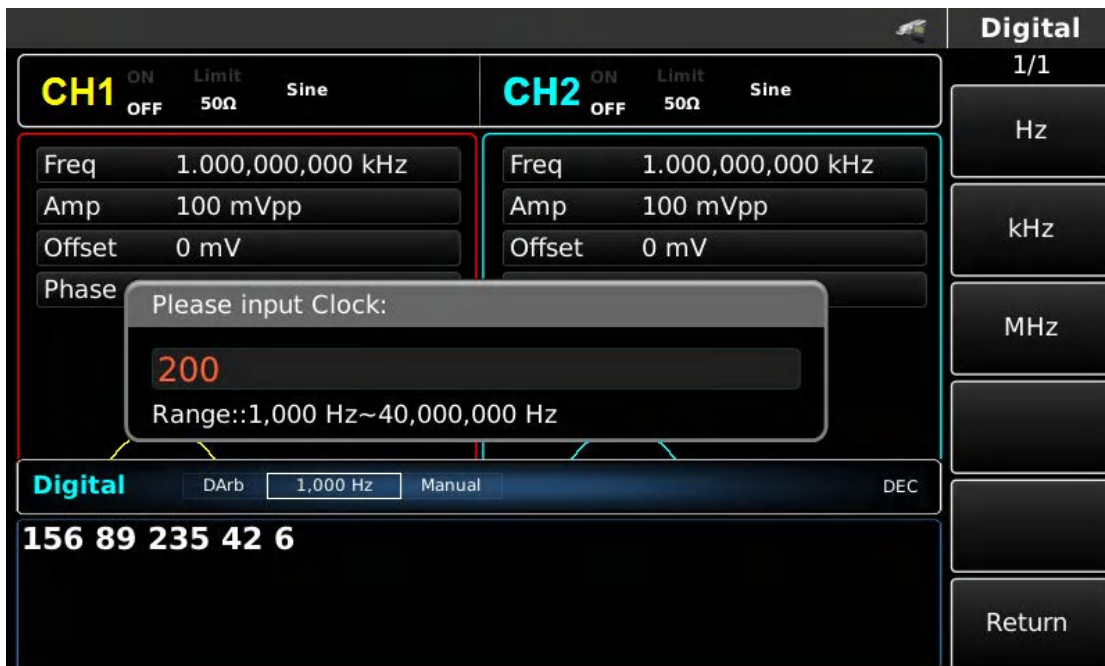 Digital
1/1
CH1 ON OFF Limit 50Ω Sine
CH2 ON OFF Limit 50Ω Sine
Freq 1.000,000,000 kHz
Amp 100 mVpp
Offset 0 mV
Phase
Freq 1.000,000,000 kHz
Amp 100 mVpp
Offset 0 mV
Please input Clock:
200
Range::1,000 Hz~40,000,000 Hz
Digital DArb 1,000 Hz Manual DEC
156 89 235 42 6
Hz
kHz
MHz
Return